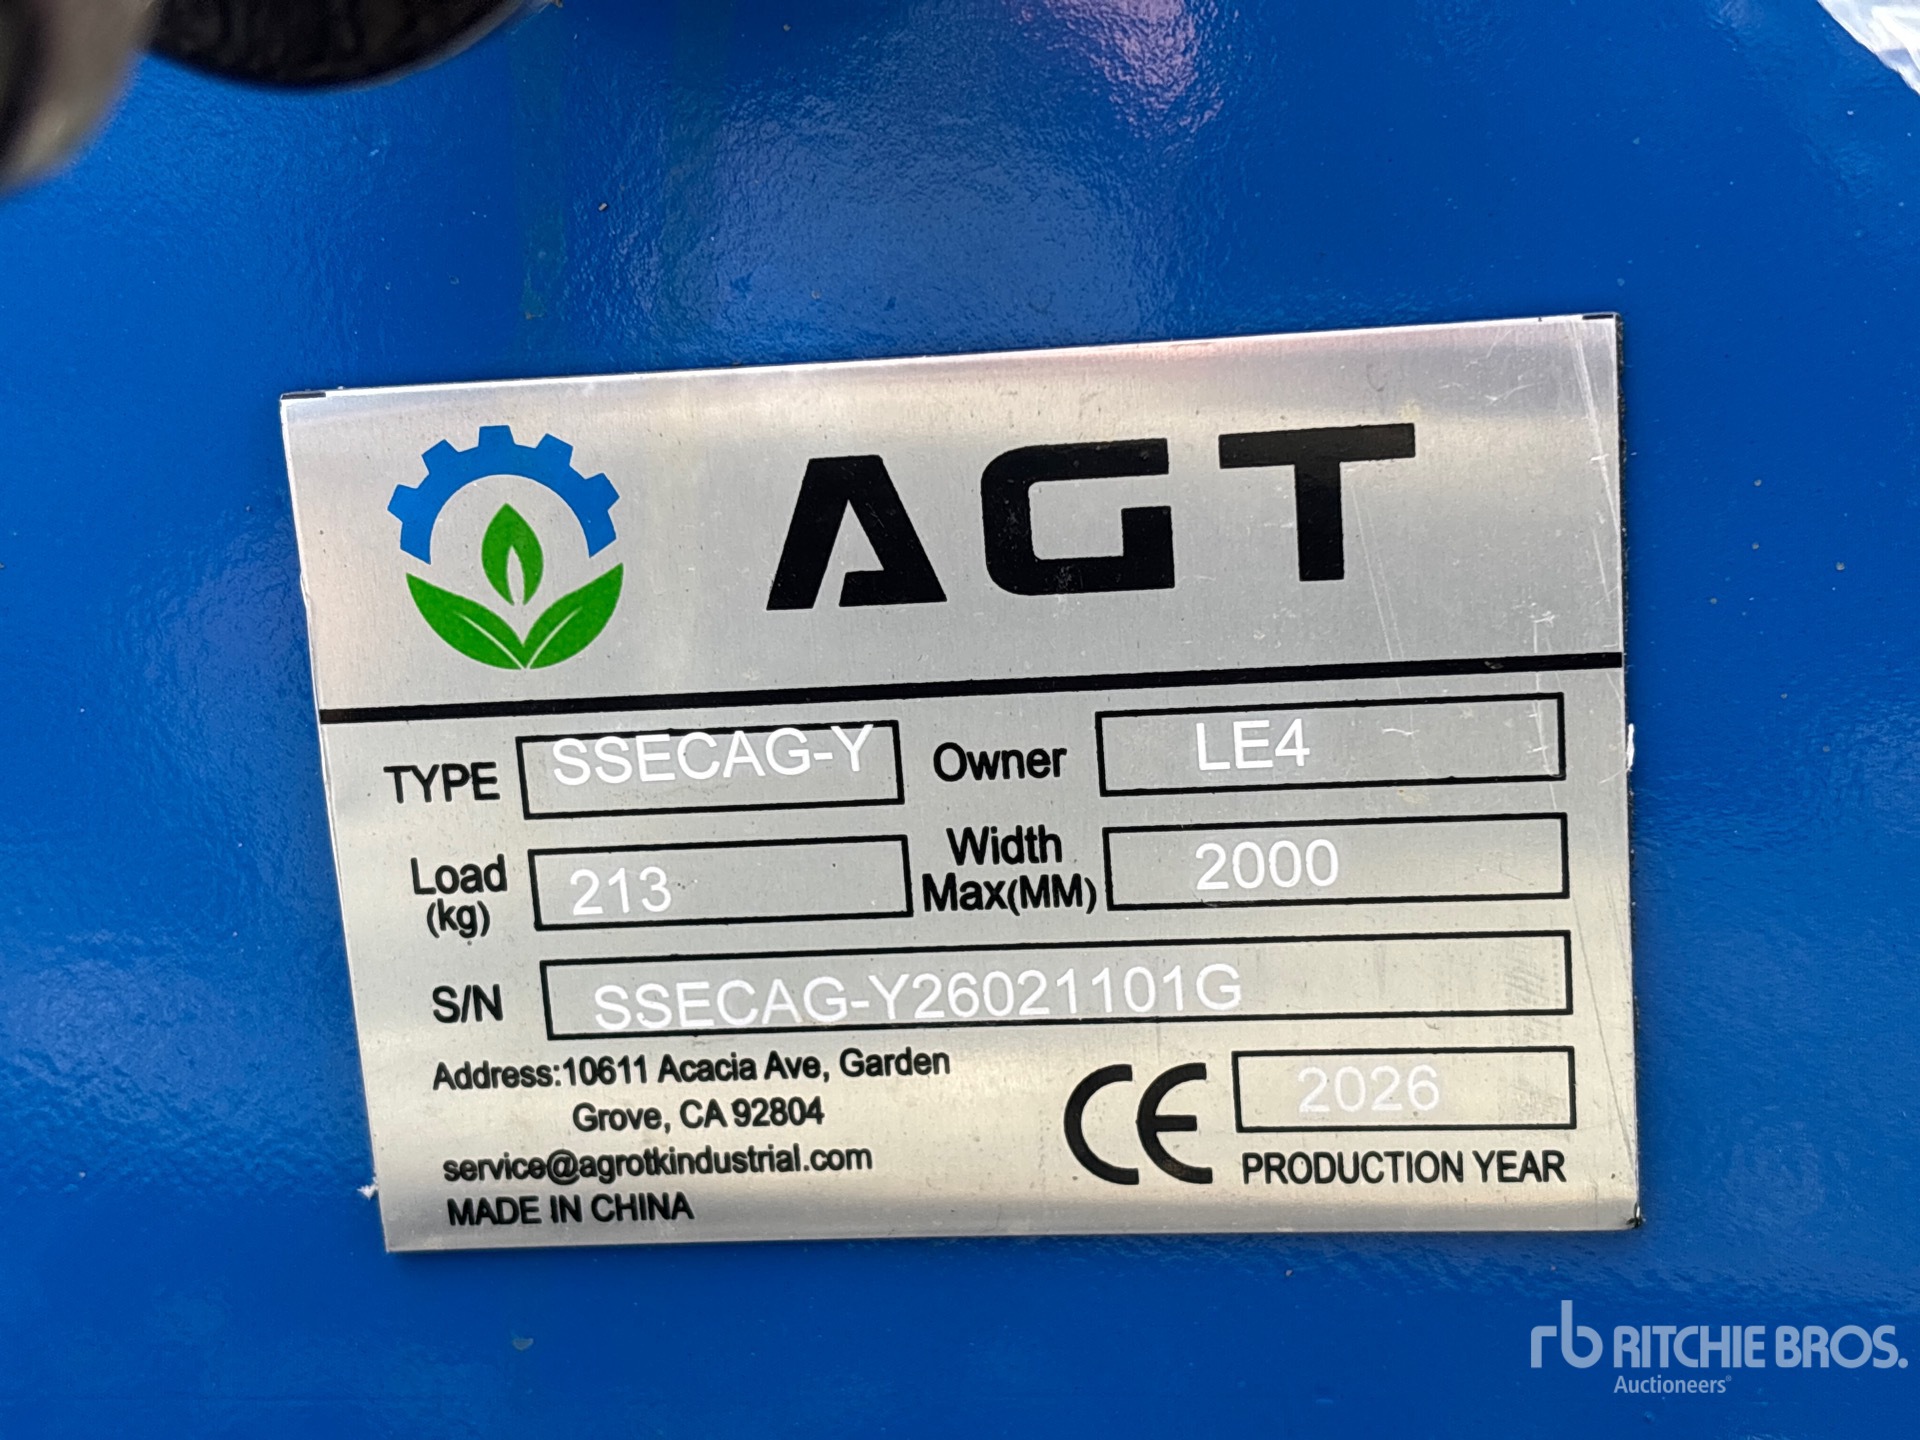 AGT
TYPE SSECAG-Y Owner LE4
Load (kg) 213 Width Max(MM) 2000
S/N SSECAG-Y26021101G
Address:10611 Acacia Ave, Garden
Grove, CA 92804
service@agrotkindustrial.com
MADE IN CHINA
CE 2026
PRODUCTION YEAR
rb RITCHIE BROS.
Auctioneers